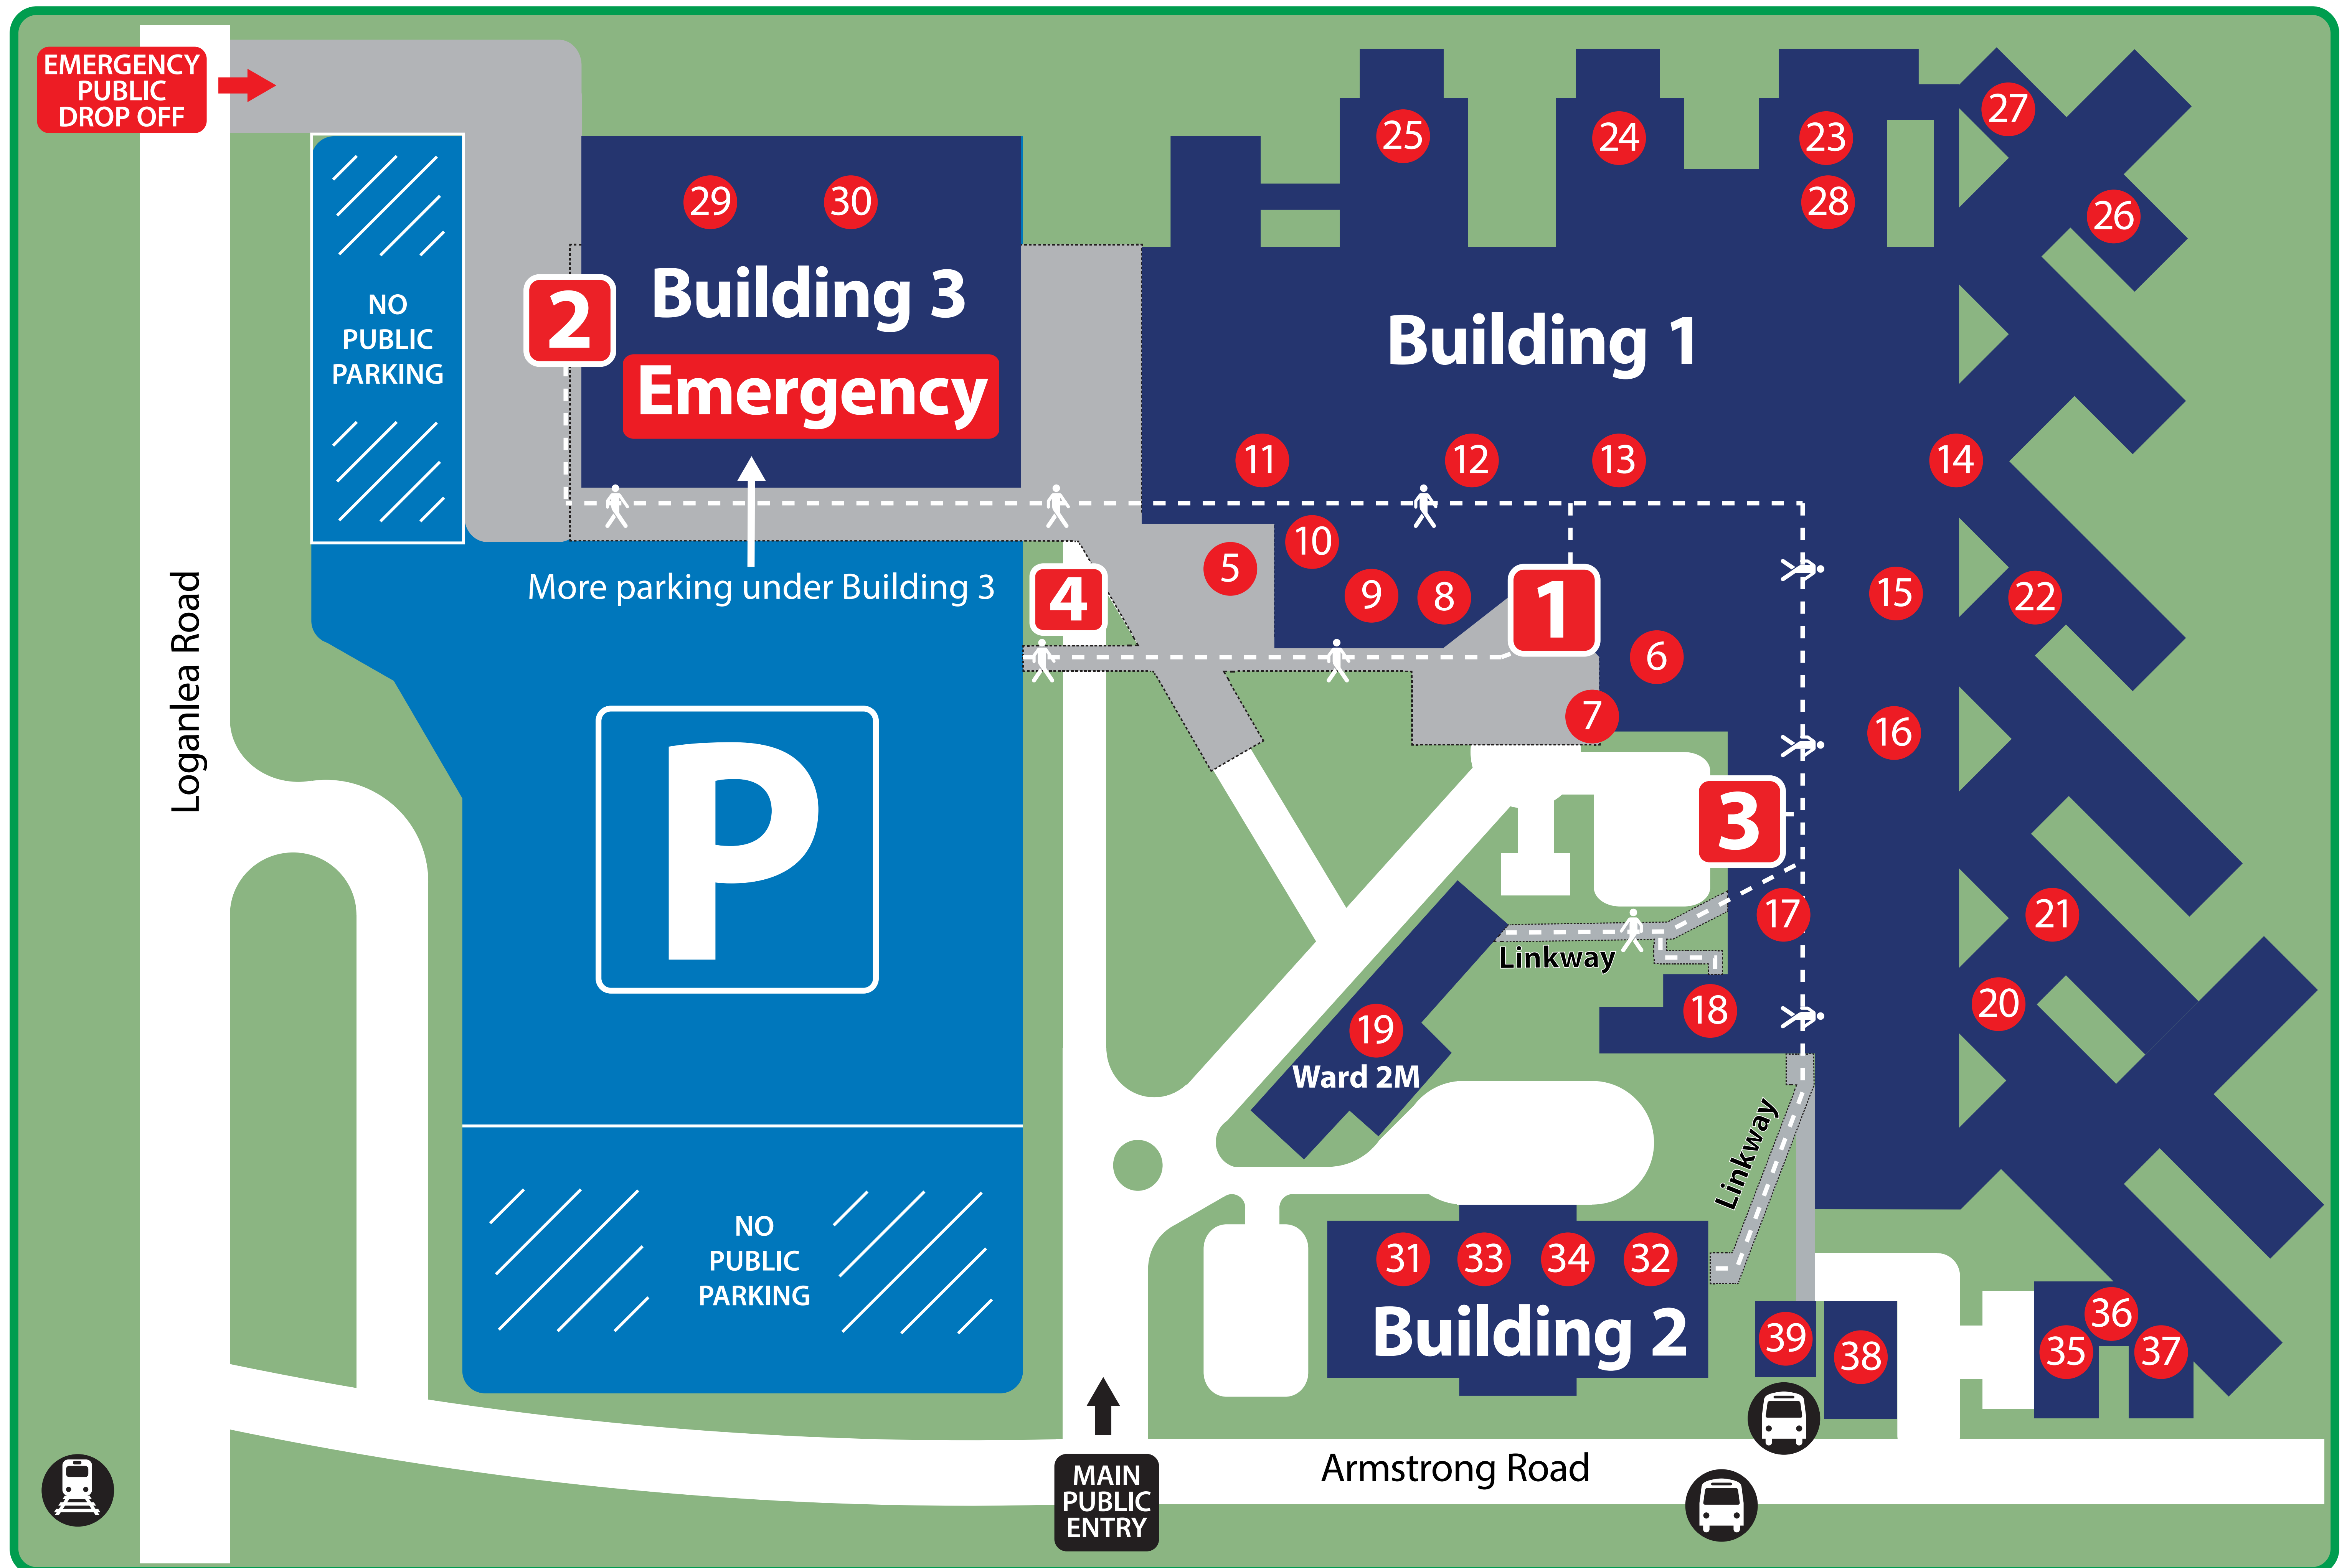 EMERGENCY
PUBLIC
DROP OFF
27
25
24
23
29
30
28
26
Building 3
2
NO
PUBLIC
PARKING
Building 1
Emergency
11
12
13
14
10
5
More parking under Building 3
4
9
8
1
15
22
6
Loganlea Road
7
16
P
3
17
21
Linkway
18
20
19
Ward 2M
Linkway
NO
PUBLIC
PARKING
31
33
34
32
Building 2
39
38
36
35
37
Armstrong Road
MAIN
PUBLIC
ENTRY